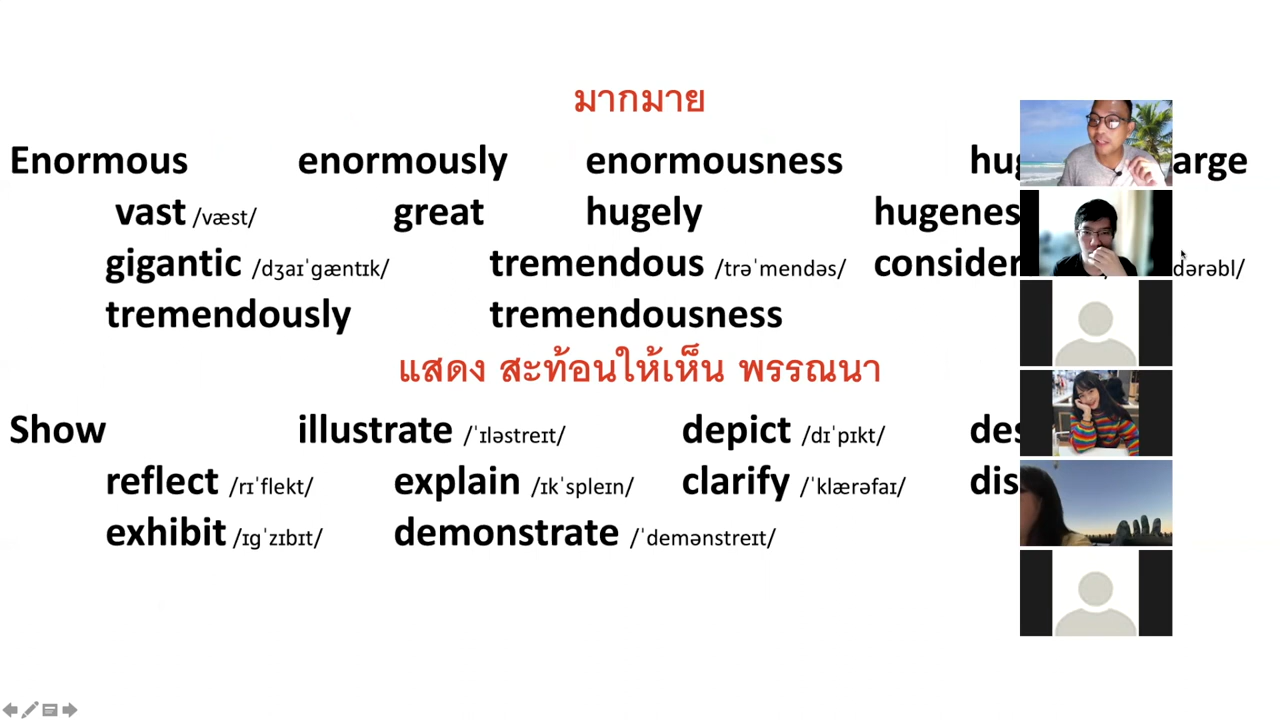 มากมาย
Enormous enormously enormousness
vast /væst/ great hugely
gigantic /dʒaɪˈɡæntɪk/ tremendous /trəˈmendəs/
tremendously tremendousness
แสดง สะท้อนให้เห็น พรรณนา
Show illustrate /ˈɪləstreɪt/ depict /dɪˈpɪkt/
reflect /rɪˈflekt/ explain /ɪkˈspleɪn/ clarify /ˈklærəfaɪ/
exhibit /ɪɡˈzɪbɪt/ demonstrate /ˈdemənstreɪt/